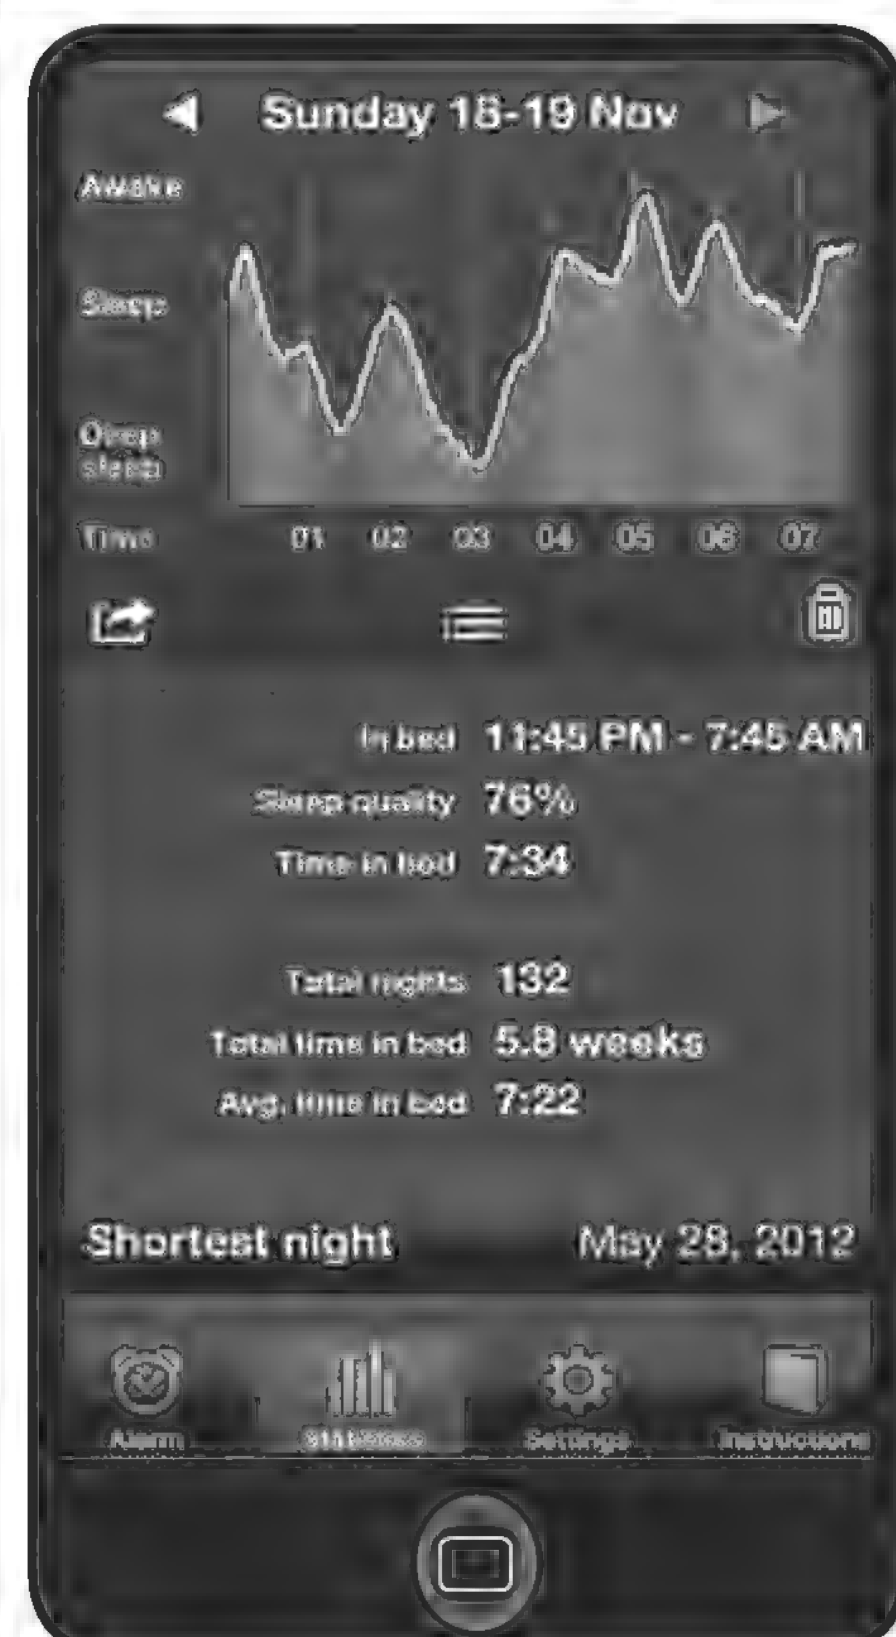 Sunday 18-19 Nov
Awake
Sleep
Deep
sleep
Time 01 02 03 04 05 06 07
In bed 11:45 PM - 7:45 AM
Sleep quality 76%
Time in bed 7:34
Total nights 132
Total time in bed 5.8 weeks
Avg. time in bed 7:22
Shortest night May 28, 2012
Alarm Statistics Settings Instructions